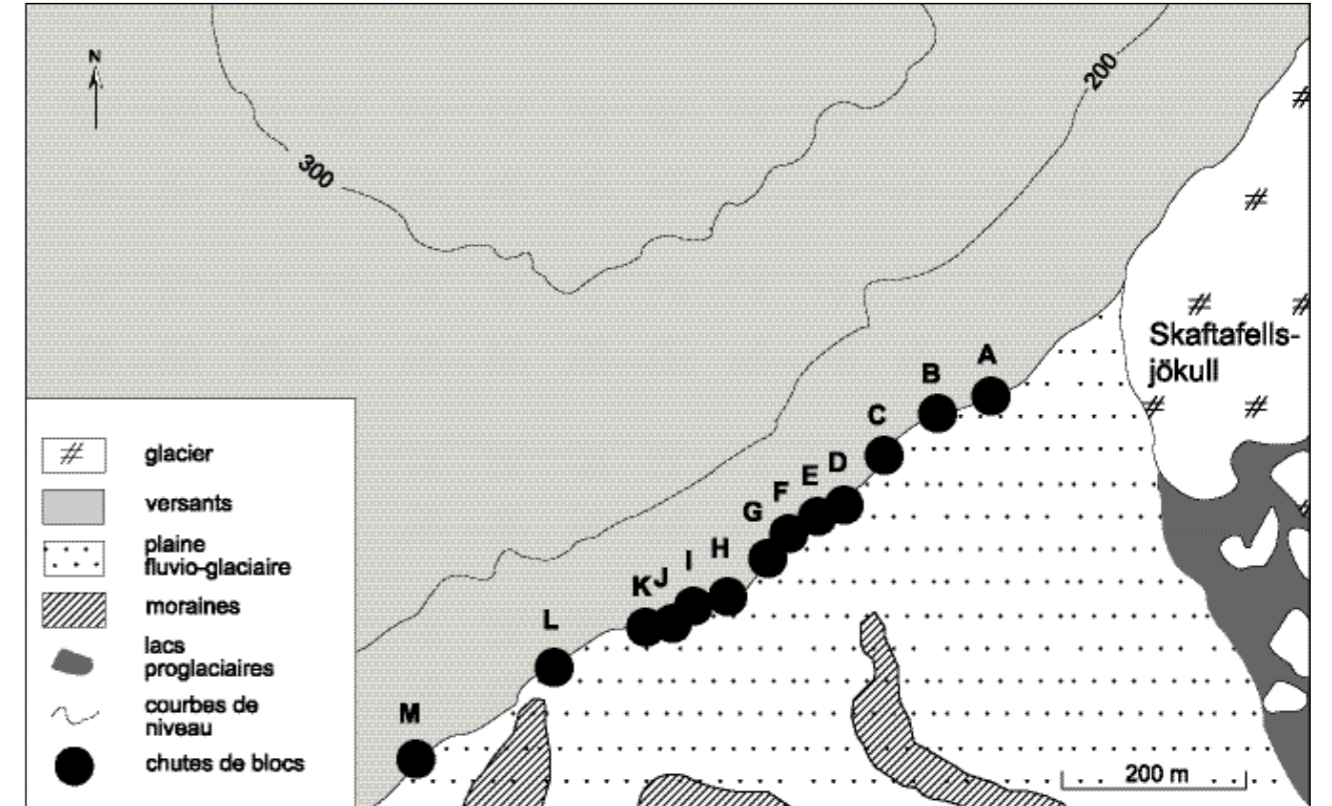 N
300
200
Skaftafells-
jökull
A
B
C
D
E
F
G
H
I
J
K
L
M
glacier
versants
plaine
fluvio-glaciaire
moraines
lacs
proglaciaires
courbes de
niveau
chutes de blocs
200 m